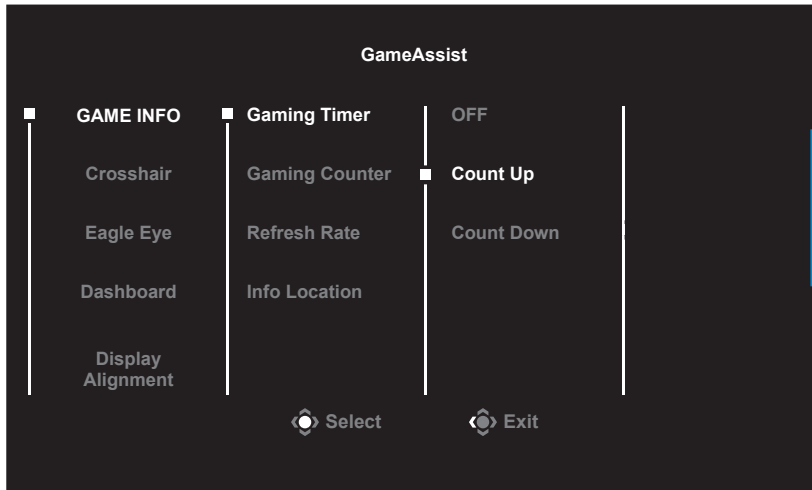 GameAssist
GAME INFO Gaming Timer OFF
Crosshair Gaming Counter Count Up
Eagle Eye Refresh Rate Count Down
Dashboard Info Location
Display
Alignment
Select Exit